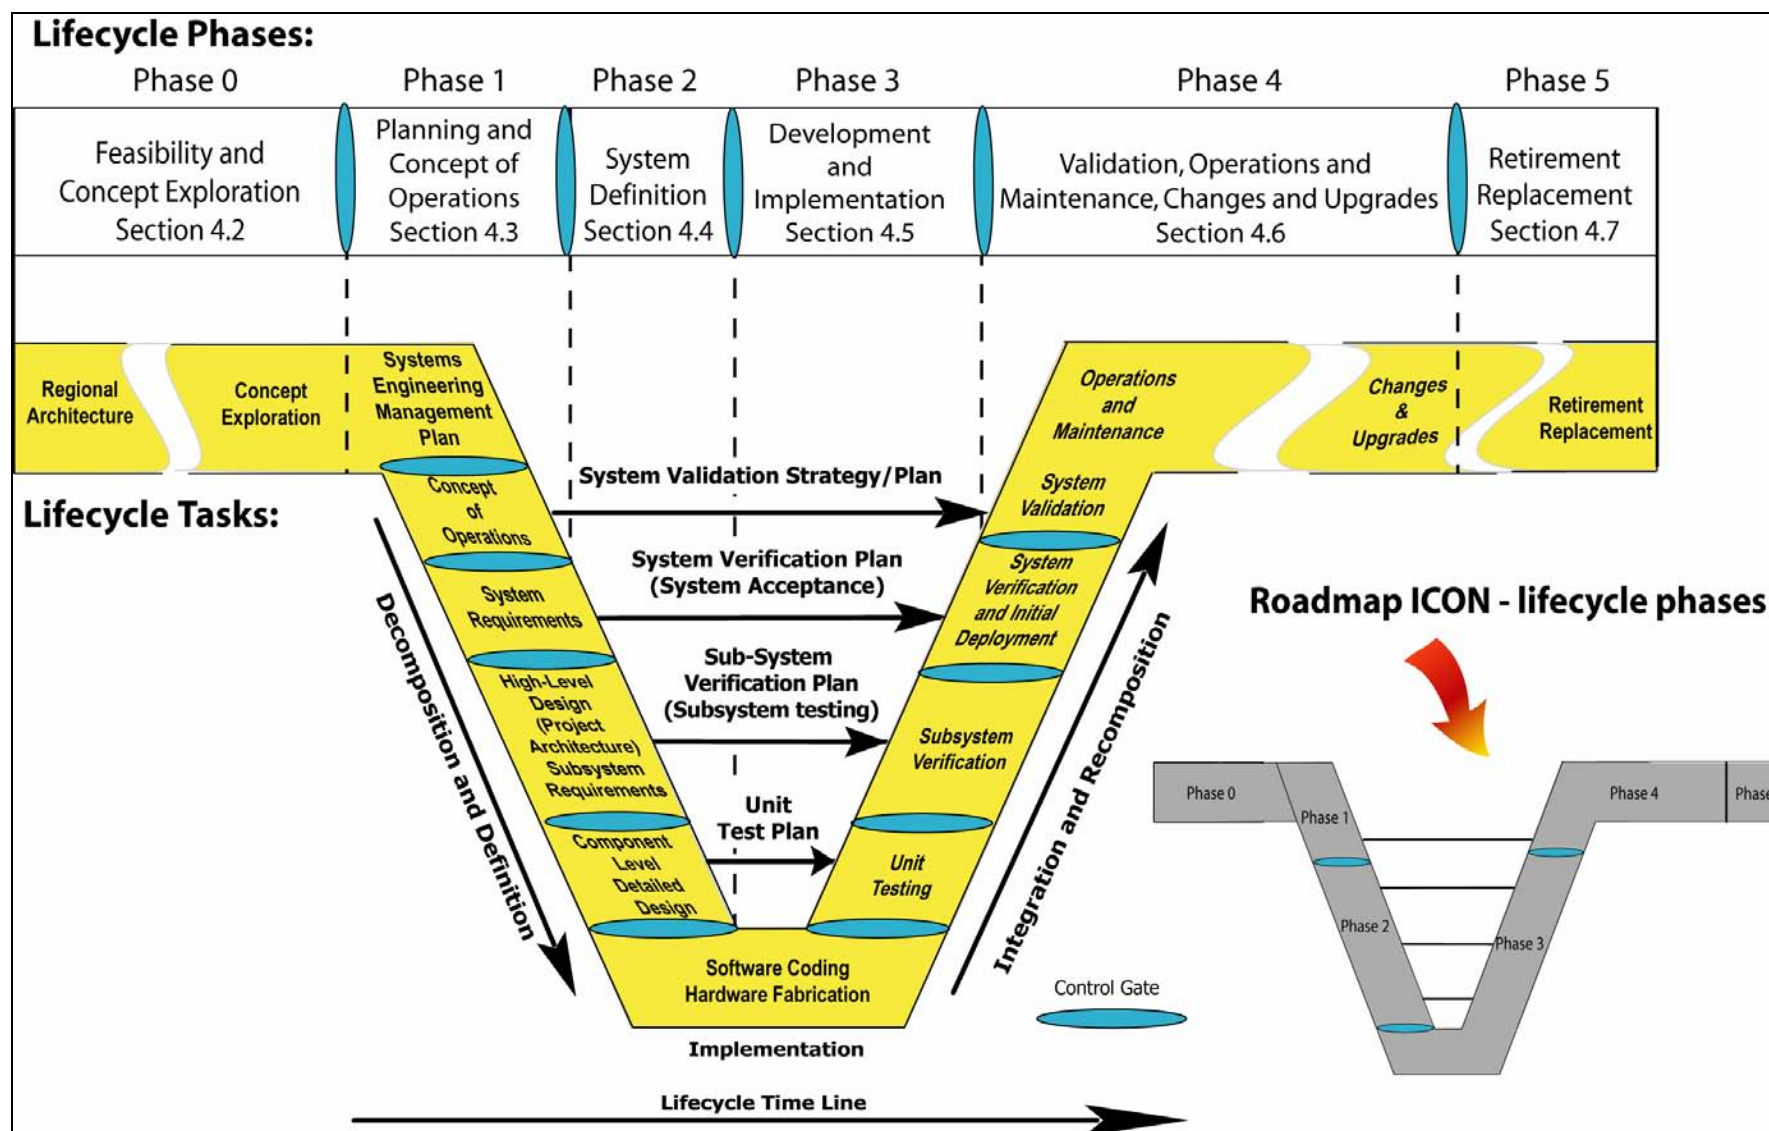 Lifecycle Phases:
Phase 0
Phase 1
Phase 2
Phase 3
Phase 4
Phase 5
Feasibility and
Concept Exploration
Section 4.2
Planning and
Concept of
Operations
Section 4.3
System
Definition
Section 4.4
Development
and
Implementation
Section 4.5
Validation, Operations and
Maintenance, Changes and Upgrades
Section 4.6
Retirement
Replacement
Section 4.7
Regional
Architecture
Concept
Exploration
Systems
Engineering
Management
Plan
Operations
and
Maintenance
Changes
&
Upgrades
Retirement
Replacement
Lifecycle Tasks:
Concept
of
Operations
System Validation Strategy/Plan
System
Validation
System
Requirements
System Verification Plan
(System Acceptance)
System
Verification
and Initial
Deployment
High-Level
Design
(Project
Architecture)
Subsystem
Requirements
Sub-System
Verification Plan
(Subsystem testing)
Subsystem
Verification
Component
Level
Detailed
Design
Unit
Test Plan
Unit
Testing
Decomposition and Definition
Integration and Recomposition
Software Coding
Hardware Fabrication
Implementation
Lifecycle Time Line
Control Gate
Roadmap ICON - lifecycle phases
Phase 0
Phase 1
Phase 2
Phase 3
Phase 4
Phase